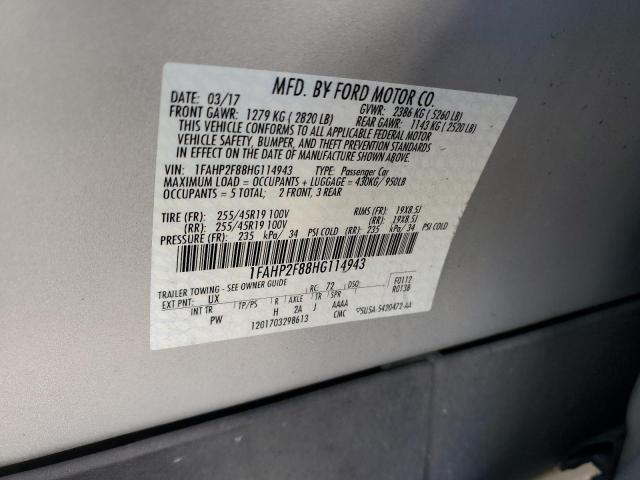 MFD. BY FORD MOTOR CO.
DATE: 03/17 GVWR: 2386 KG ( 5260 LB)
FRONT GAWR: 1279 KG ( 2820 LB) REAR GAWR: 1143 KG ( 2520 LB)
THIS VEHICLE CONFORMS TO ALL APPLICABLE FEDERAL MOTOR
VEHICLE SAFETY, BUMPER, AND THEFT PREVENTION STANDARDS
IN EFFECT ON THE DATE OF MANUFACTURE SHOWN ABOVE.
VIN: 1FAHP2F88HG114943 TYPE: Passenger Car
MAXIMUM LOAD = OCCUPANTS + LUGGAGE = 430KG/ 950LB
OCCUPANTS = 5 TOTAL: 2 FRONT, 3 REAR
TIRE (FR): 255/45R19 100V RIMS (FR): 19X8.5J
(RR): 255/45R19 100V (RR): 19X8.5J
PRESSURE (FR): 235 kPa/ 34 PSI COLD (RR): 235 kPa/ 34 PSI COLD
1FAHP2F88HG114943
TRAILER TOWING - SEE OWNER GUIDE RC: 72 DSO: F0112
EXT PNT: UX R0138
INT TR TP/PS R AXLE TR SPR
PW H 2A J AAAA
1201703298613 CMC 5U5A-5420472-AA